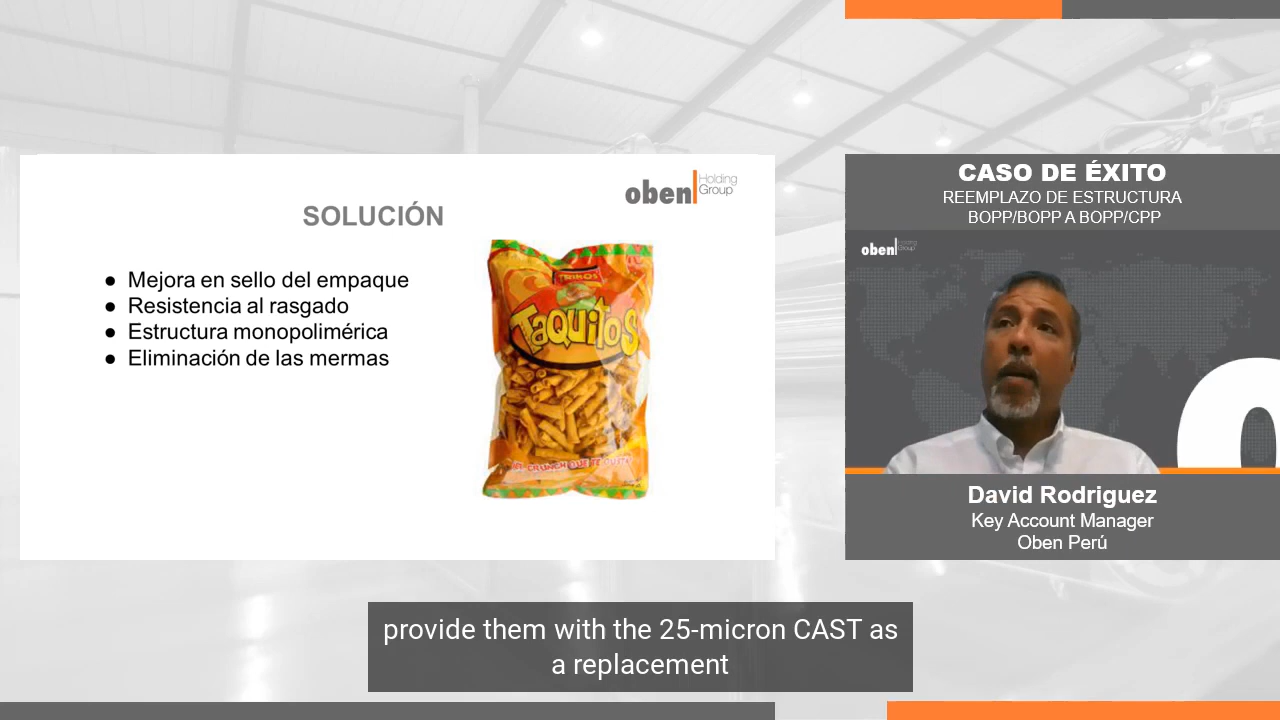 oben Holding Group
SOLUCIÓN
● Mejora en sello del empaque
● Resistencia al rasgado
● Estructura monopolimérica
● Eliminación de las mermas
TAQUITOS
CASO DE ÉXITO
REEMPLAZO DE ESTRUCTURA
BOPP/BOPP A BOPP/CPP
oben Holding Group
David Rodriguez
Key Account Manager
Oben Perú
provide them with the 25-micron CAST as
a replacement